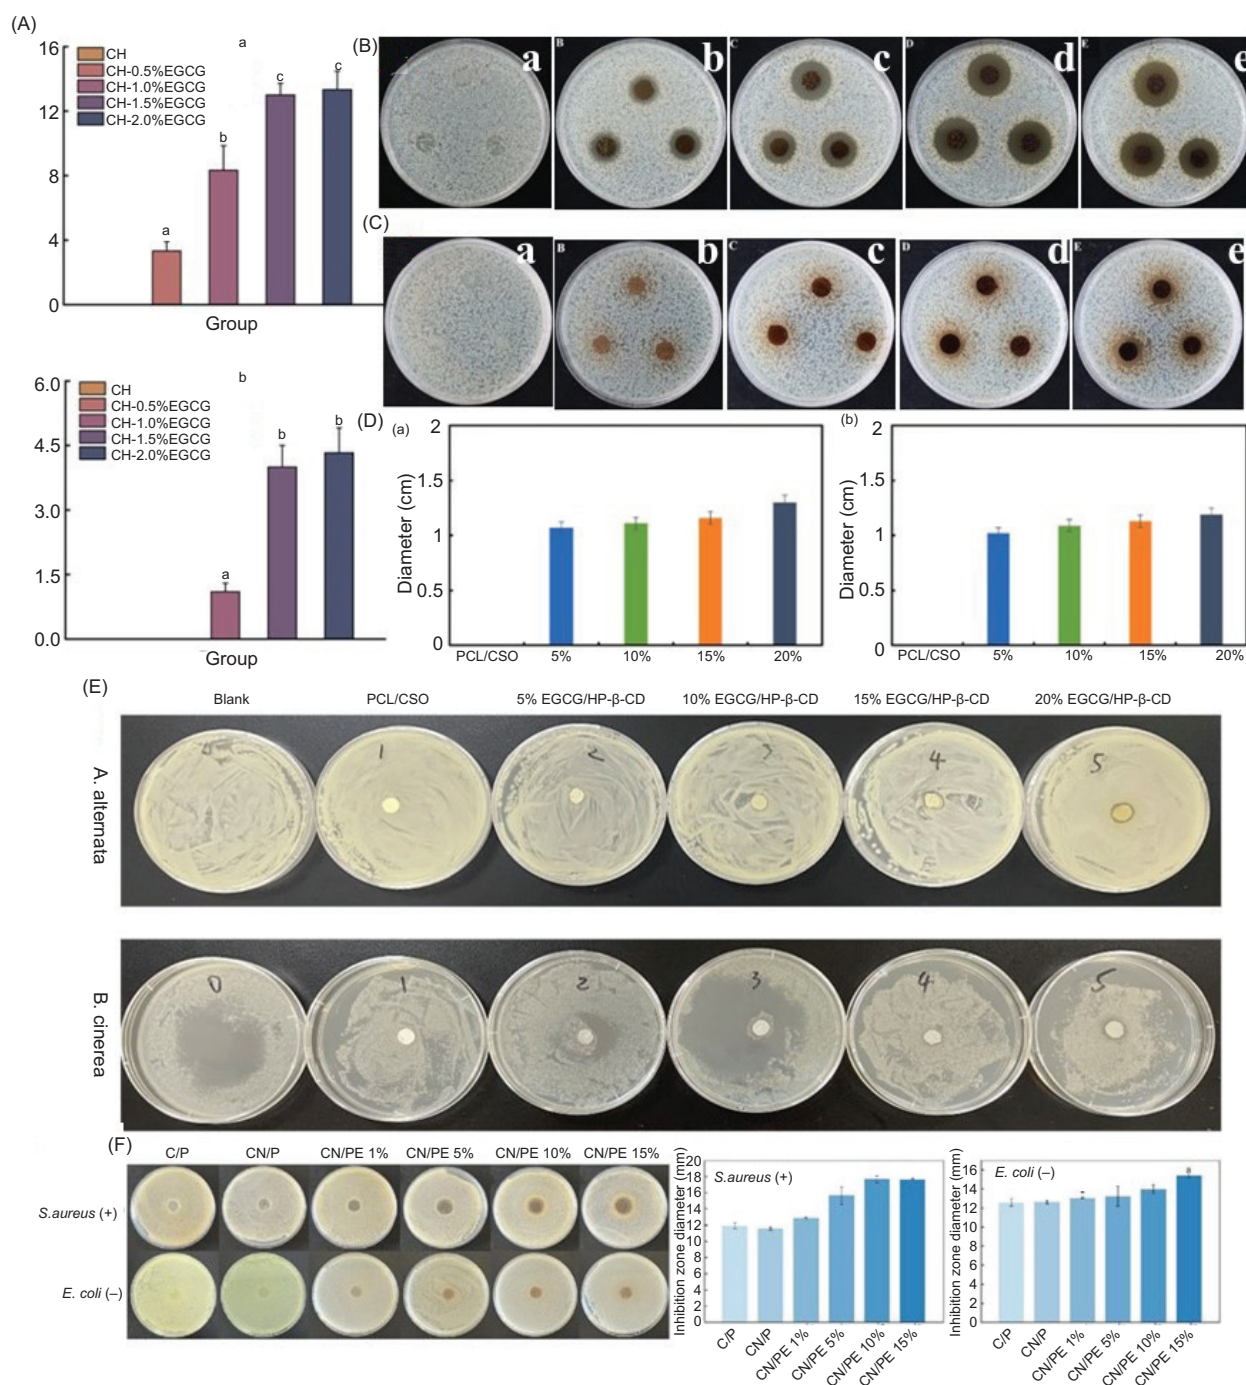 (A)
a
16
12
8
4
0
CH
CH-0.5%EGCG
CH-1.0%EGCG
CH-1.5%EGCG
CH-2.0%EGCG
a
b
c
c
Group
b
6.0
4.5
3.0
1.5
0.0
CH
CH-0.5%EGCG
CH-1.0%EGCG
CH-1.5%EGCG
CH-2.0%EGCG
a
b
b
Group
(B)
a
B b
C c
D d
E e
(C)
a
B b
C c
D d
E e
(D)
(a)
2
1.5
1
0.5
0
Diameter (cm)
PCL/CSO 5% 10% 15% 20%
(b)
2
1.5
1
0.5
0
Diameter (cm)
PCL/CSO 5% 10% 15% 20%
(E)
Blank PCL/CSO 5% EGCG/HP-β-CD 10% EGCG/HP-β-CD 15% EGCG/HP-β-CD 20% EGCG/HP-β-CD
A. alternata
1 2 3 4 5
B. cinerea
0 1 2 3 4 5
(F)
C/P CN/P CN/PE 1% CN/PE 5% CN/PE 10% CN/PE 15%
S.aureus (+)
E. coli (–)
Inhibition zone diameter (mm)
20
18
16
14
12
10
8
6
4
2
0
S.aureus (+)
C/P CN/P CN/PE 1% CN/PE 5% CN/PE 10% CN/PE 15%
Inhibition zone diameter (mm)
16
14
12
10
8
6
4
2
0
E. coli (–)
a
C/P CN/P CN/PE 1% CN/PE 5% CN/PE 10% CN/PE 15%